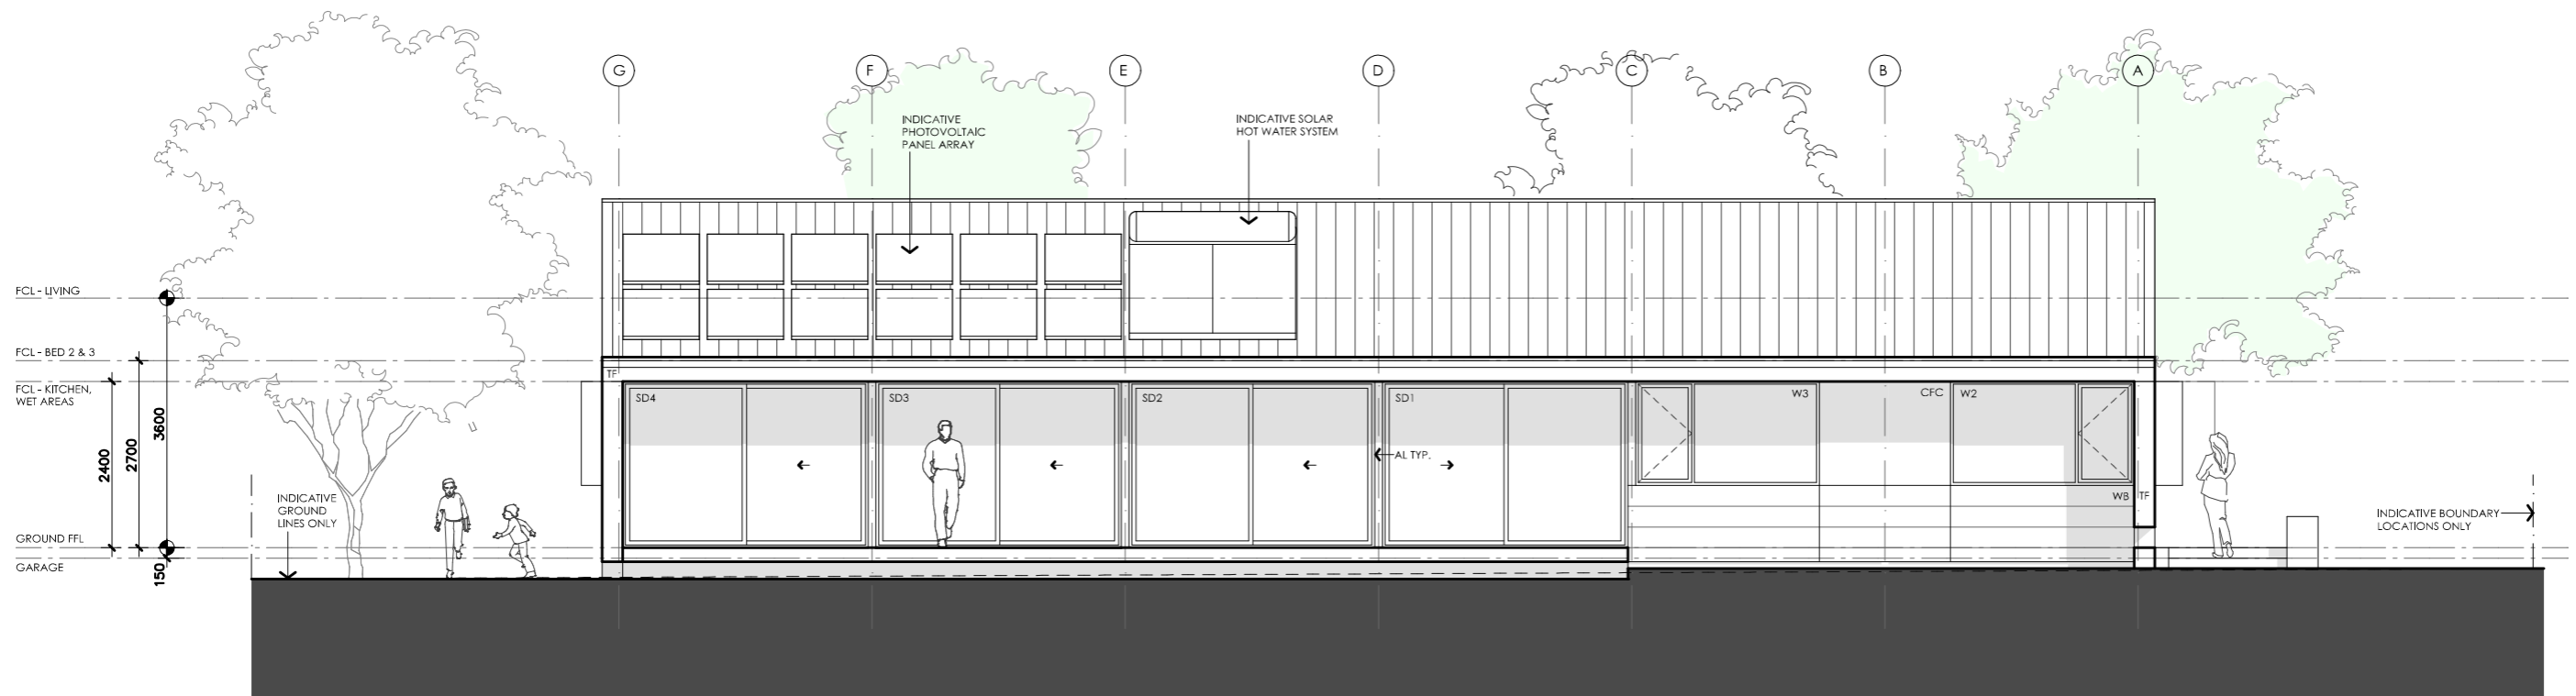 G
F
E
D
C
B
A
INDICATIVE
PHOTOVOLTAIC
PANEL ARRAY
INDICATIVE SOLAR
HOT WATER SYSTEM
FCL - LIVING
FCL - BED 2 & 3
FCL - KITCHEN,
WET AREAS
2400
2700
3600
150
TF
SD4
SD3
SD2
SD1
W3
CFC
W2
AL TYP.
WB
TF
INDICATIVE
GROUND
LINES ONLY
INDICATIVE BOUNDARY
LOCATIONS ONLY
GROUND FFL
GARAGE